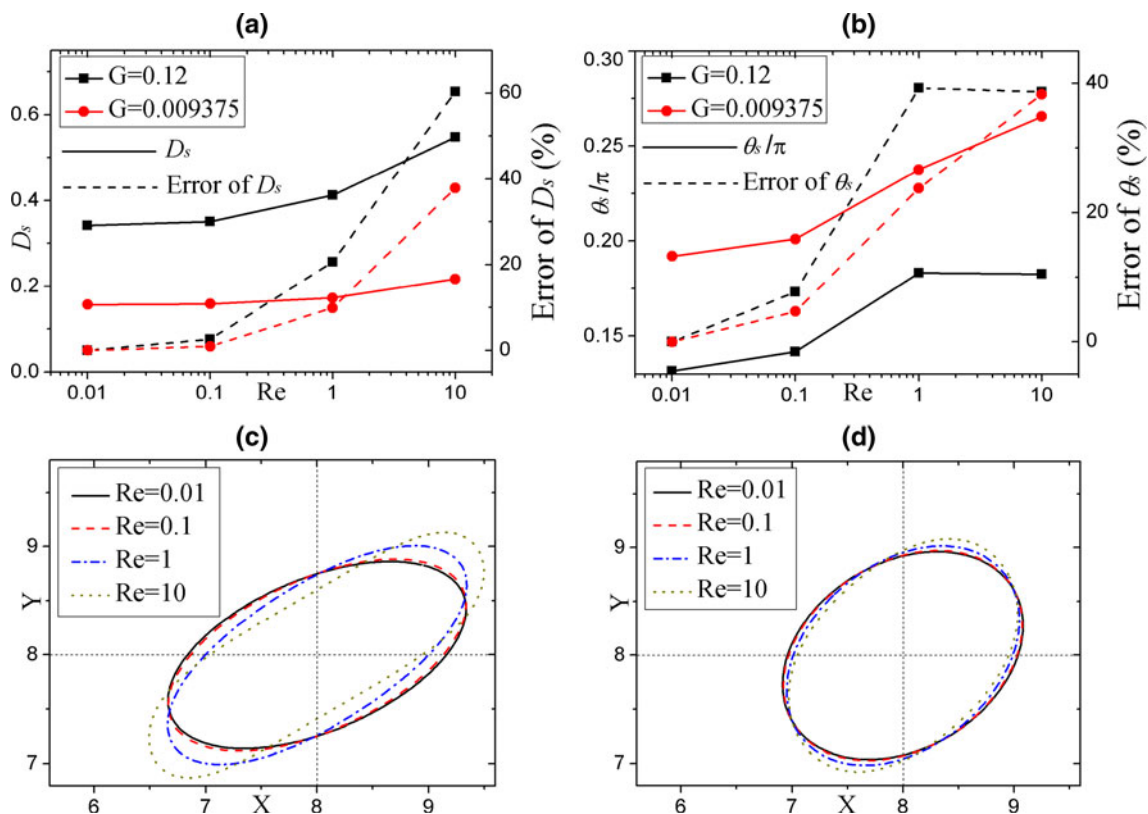 (a)
G=0.12
G=0.009375
Ds
Error of Ds
0.0
0.2
0.4
0.6
Ds
0.01
0.1
1
10
Re
0
20
40
60
Error of Ds (%)
(b)
G=0.12
G=0.009375
θs/π
Error of θs
0.30
0.25
0.20
0.15
θs/π
0.01
0.1
1
10
Re
0
20
40
Error of θs (%)
(c)
Re=0.01
Re=0.1
Re=1
Re=10
9
8
7
Y
6
7
8
9
X
(d)
Re=0.01
Re=0.1
Re=1
Re=10
9
8
7
Y
6
7
8
9
X